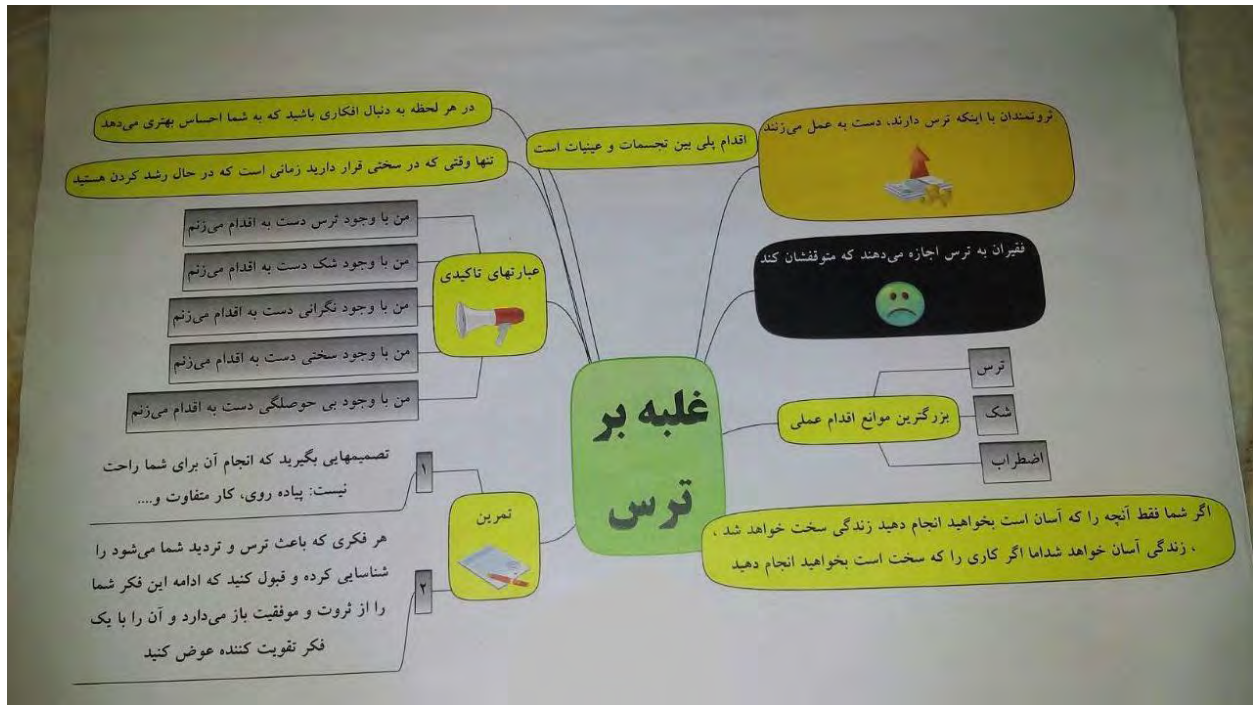 غلبه بر
ترس
ثروتمندان با اینکه ترس دارند، دست به عمل می‌زنند
اقدام پلی بین تجسمات و عینیات است
فقیران به ترس اجازه می‌دهند که متوقفشان کند
بزرگترین موانع اقدام عملی
ترس
شک
اضطراب
اگر شما فقط آنچه را که آسان است بخواهید انجام دهید زندگی سخت خواهد شد ،
، زندگی آسان خواهد شداما اگر کاری را که سخت است بخواهید انجام دهید
در هر لحظه به دنبال افکاری باشید که به شما احساس بهتری می‌دهد
تنها وقتی که در سختی قرار دارید زمانی است که در حال رشد کردن هستید
عبارتهای تاکیدی
من با وجود ترس دست به اقدام می‌زنم
من با وجود شک دست به اقدام می‌زنم
من با وجود نگرانی دست به اقدام می‌زنم
من با وجود سختی دست به اقدام می‌زنم
من با وجود بی حوصلگی دست به اقدام می‌زنم
تمرین
۱
تصمیمهایی بگیرید که انجام آن برای شما راحت
نیست: پیاده روی، کار متفاوت و....
۲
هر فکری که باعث ترس و تردید شما می‌شود را
شناسایی کرده و قبول کنید که ادامه این فکر شما
را از ثروت و موفقیت باز می‌دارد و آن را با یک
فکر تقویت کننده عوض کنید